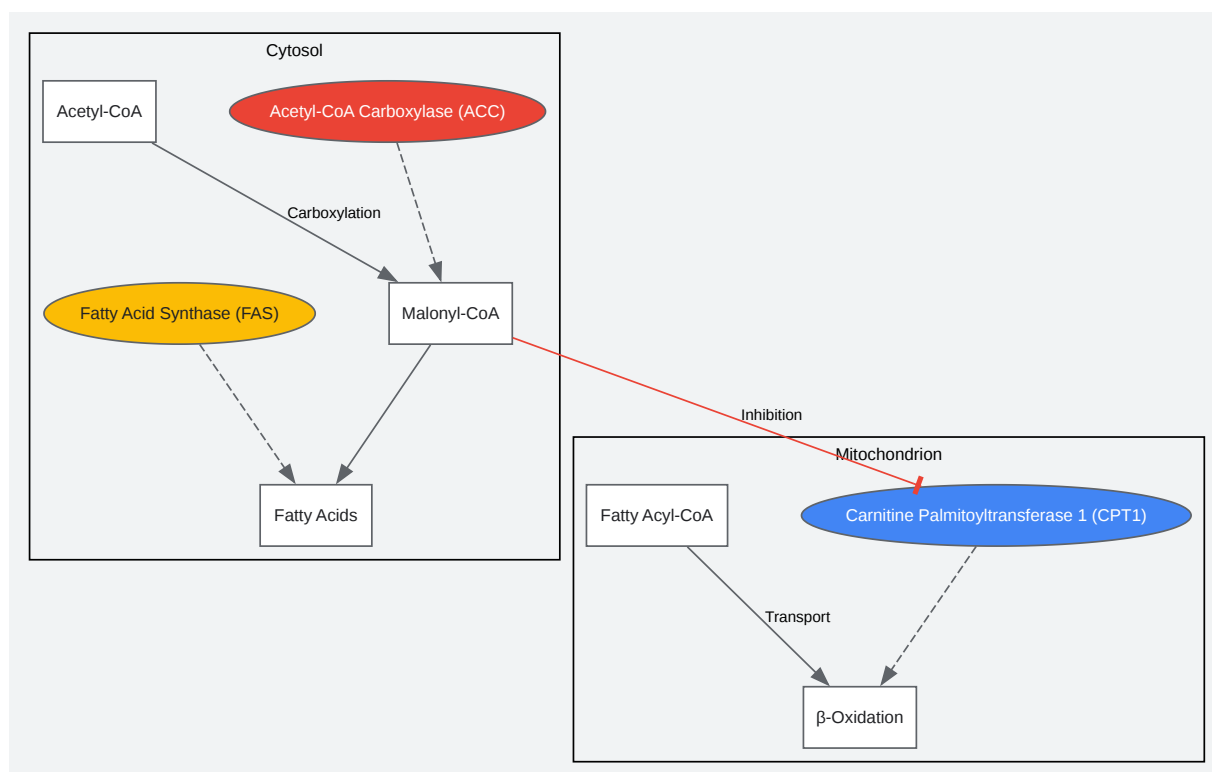 Cytosol
Acetyl-CoA
Acetyl-CoA Carboxylase (ACC)
Carboxylation
Fatty Acid Synthase (FAS)
Malonyl-CoA
Inhibition
Mitochondrion
Fatty Acids
Fatty Acyl-CoA
Carnitine Palmitoyltransferase 1 (CPT1)
Transport
β-Oxidation